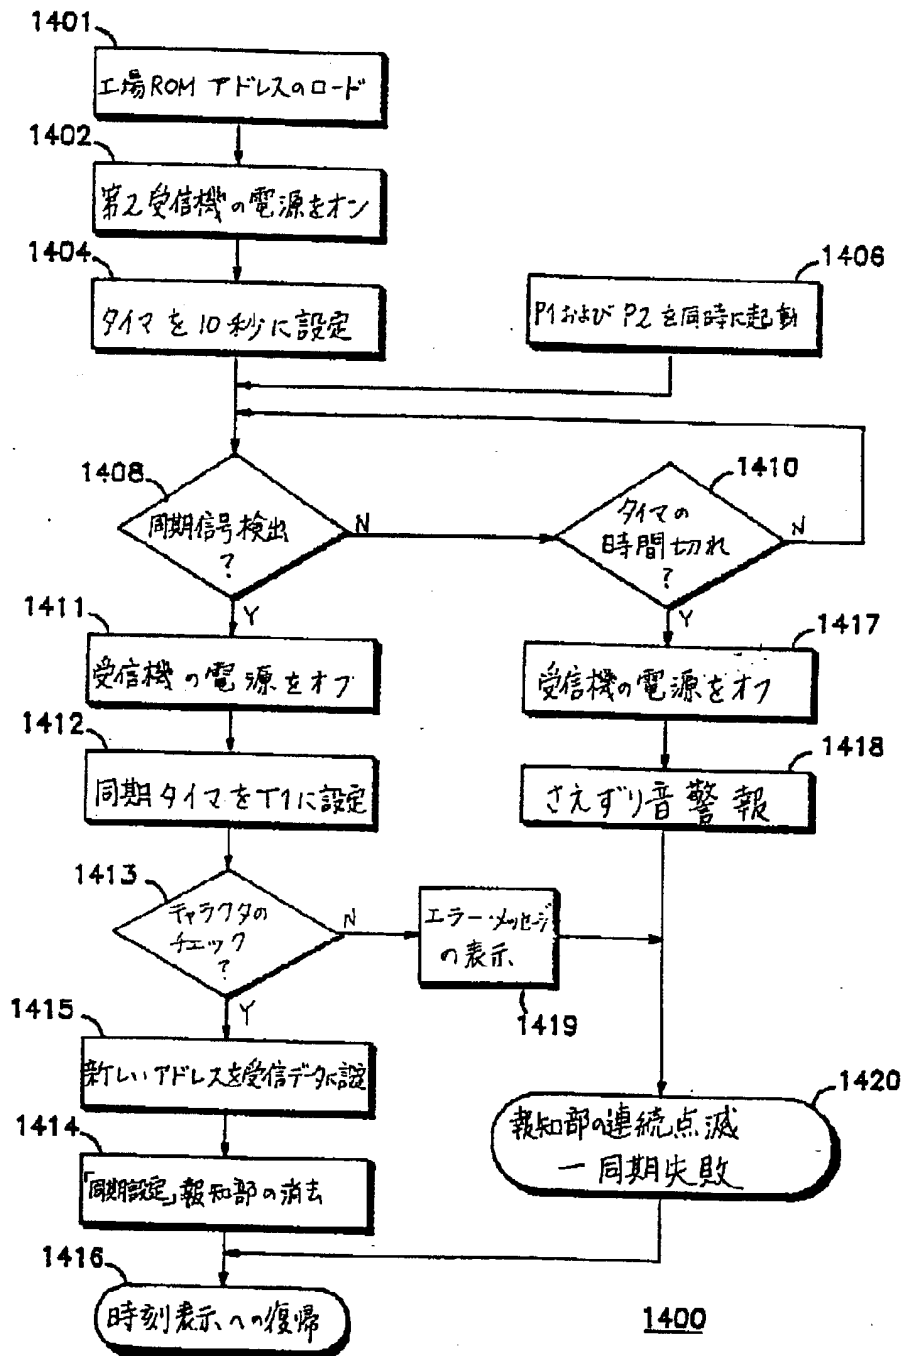 1401
工場ROM アドレスのロード
1402
第2受信機の電源をオン
1404
タイマを10秒に設定
1406
P1およびP2を同時に起動
1408
同期信号検出
?
N
Y
1410
タイマの
時間切れ
?
N
Y
1411
受信機の電源をオフ
1417
受信機の電源をオフ
1412
同期タイマをT1に設定
1418
さえずり音警報
1413
キャラクタの
チェック
?
N
Y
エラー・メッセージ
の表示
1419
1415
新しいアドレスを受信データに設定
1420
報知部の連続点滅
－同期失敗
1414
「同期設定」報知部の消去
1416
時刻表示への復帰
1400